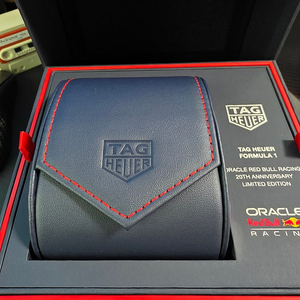 TAG
HEUER
TAG
HEUER
TAG HEUER
FORMULA 1
ORACLE RED BULL RACING
20TH ANNIVERSARY
LIMITED EDITION
ORACLE
Red Bull
RACING